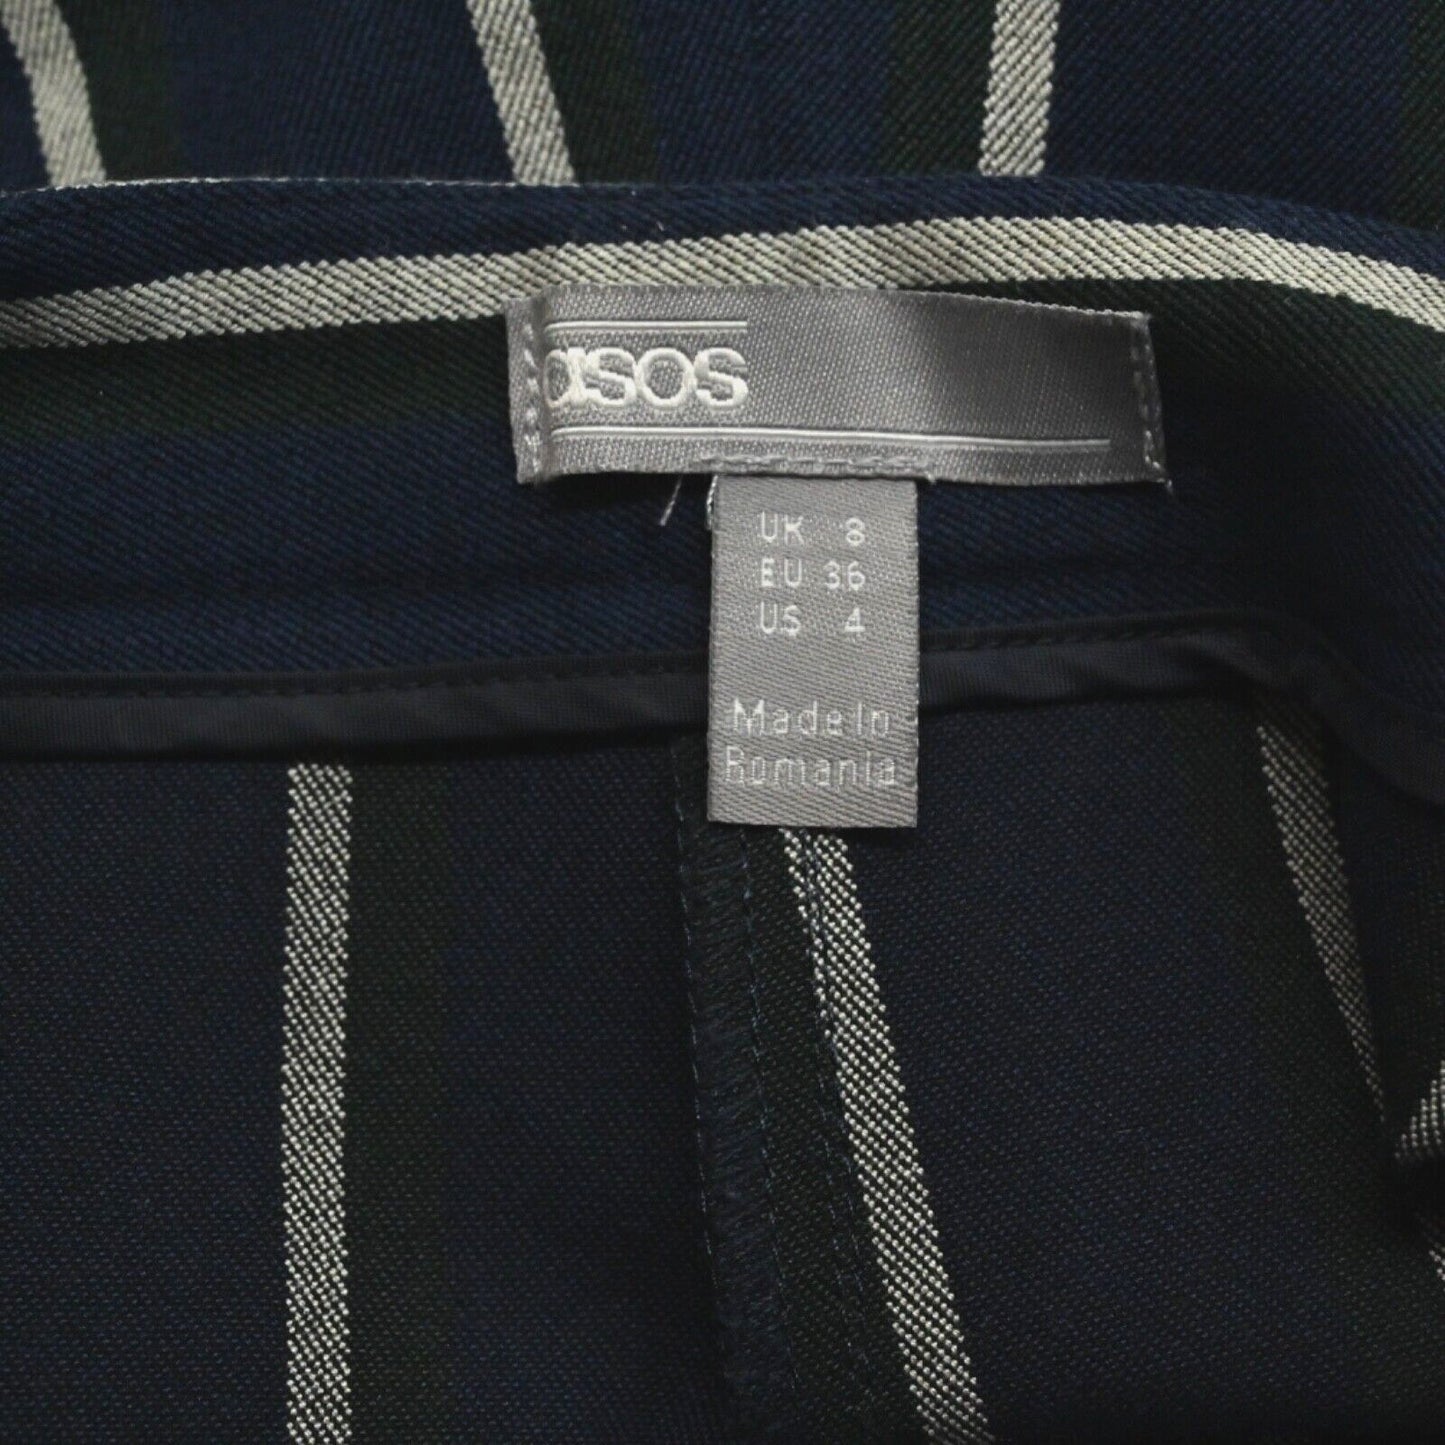 asos
UK 8
EU 36
US 4
Made In
Romania